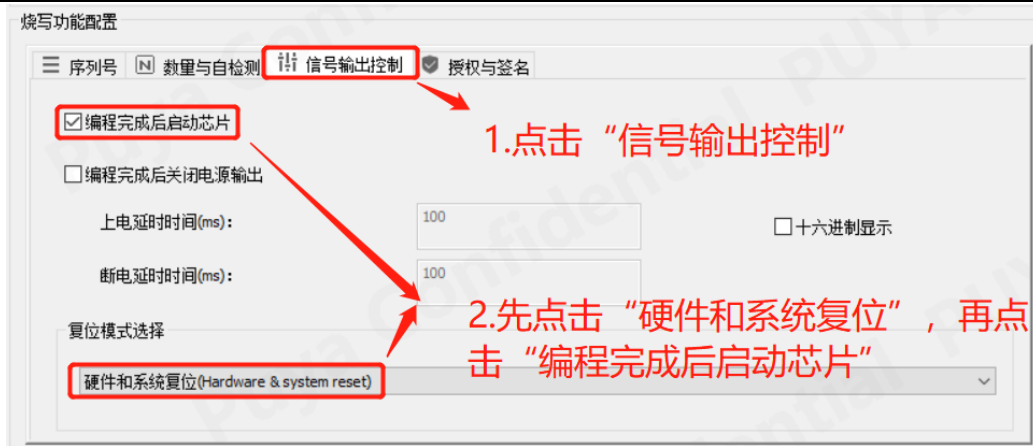 烧写功能配置
序列号 N 数量与自检测 信号输出控制 授权与签名
编程完成后启动芯片
1.点击“信号输出控制”
编程完成后关闭电源输出
上电延时时间(ms): 100 十六进制显示
断电延时时间(ms): 100
2.先点击“硬件和系统复位”,再点
击“编程完成后启动芯片”
复位模式选择
硬件和系统复位(Hardware & system reset)
Puya Confidential PUYA